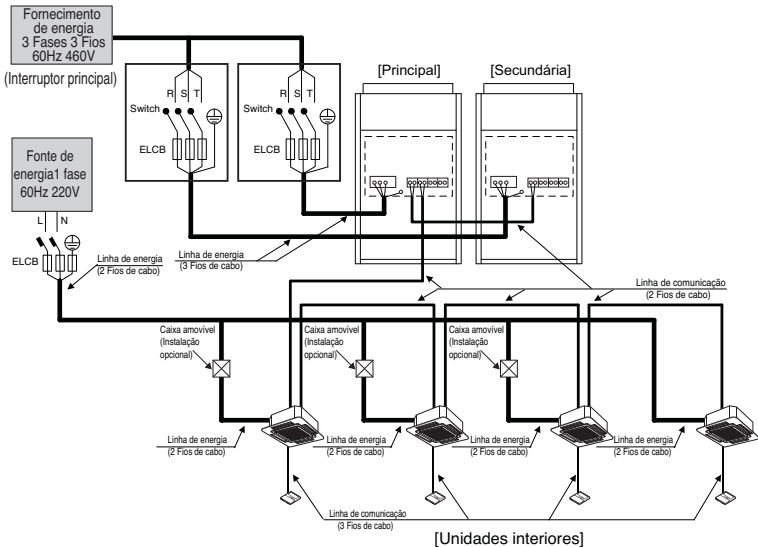 Fornecimento
de energia
3 Fases 3 Fios
60Hz 460V
(Interruptor principal)
[Principal]
[Secundária]
R S T
Switch
ELCB
R S T
Switch
ELCB
Fonte de
energia1 fase
60Hz 220V
L N
ELCB
Linha de energia
(2 Fios de cabo)
Linha de energia
(3 Fios de cabo)
Linha de comunicação
(2 Fios de cabo)
Caixa amovível
(Instalação
opcional)
Caixa amovível
(Instalação
opcional)
Caixa amovível
(Instalação
opcional)
Linha de energia
(2 Fios de cabo)
Linha de energia
(2 Fios de cabo)
Linha de energia
(2 Fios de cabo)
Linha de energia
(2 Fios de cabo)
Linha de comunicação
(3 Fios de cabo)
[Unidades interiores]